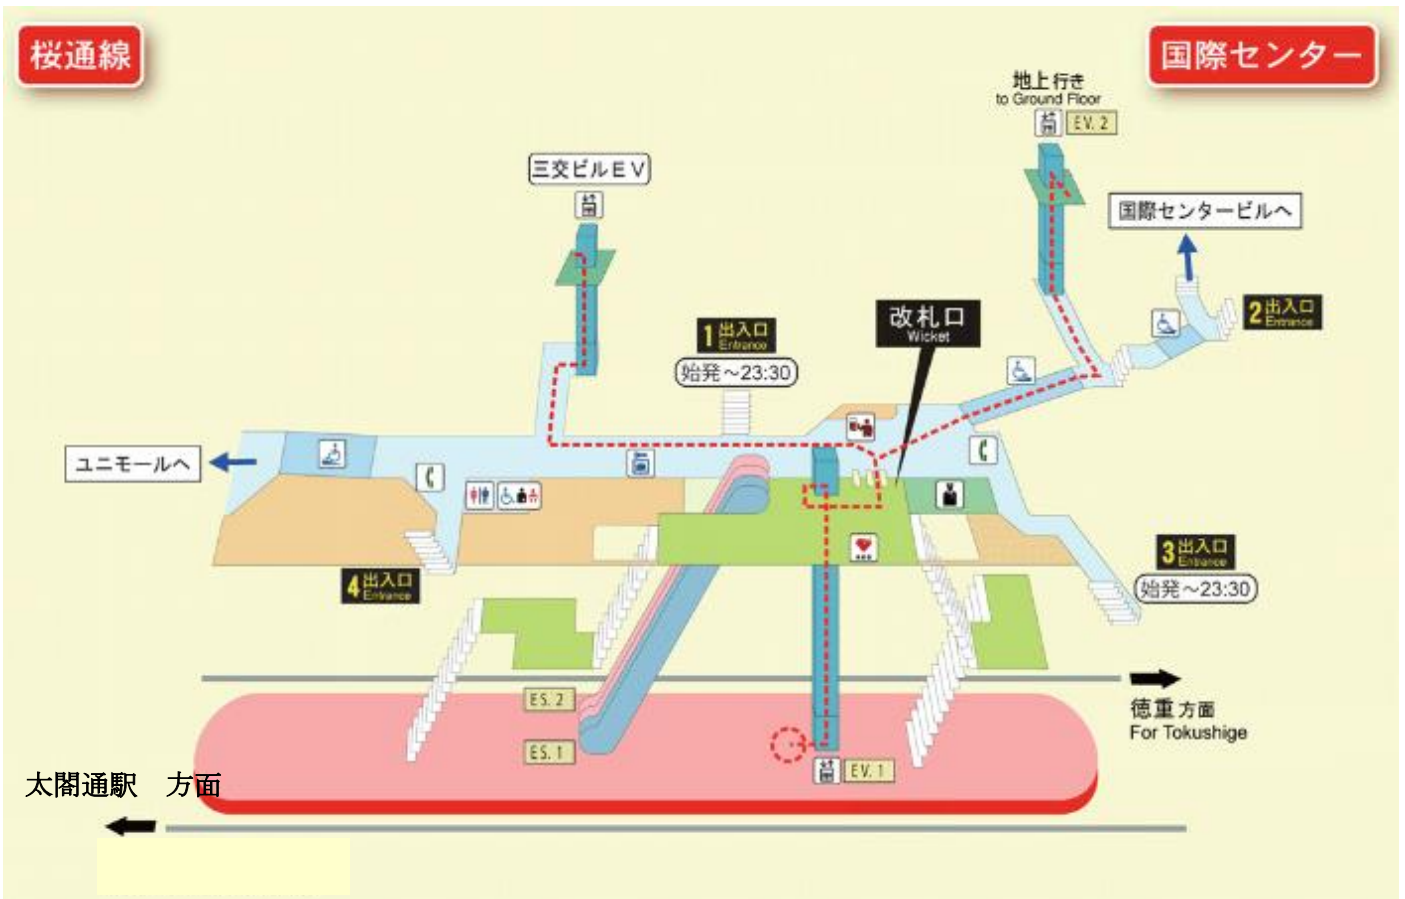 桜通線
国際センター
地上行き
to Ground Floor
EV. 2
三交ビルEV
国際センタービルへ
1 出入口
Entrance
始発～23:30
改札口
Wicket
2 出入口
Entrance
ユニモールへ
3 出入口
Entrance
始発～23:30
4 出入口
Entrance
ES. 2
ES. 1
EV. 1
徳重方面
For Tokushige
太閤通駅　方面